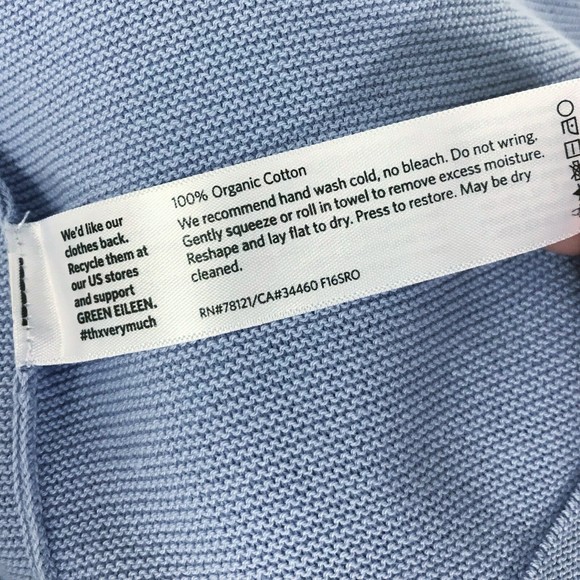 We'd like our
clothes back.
Recycle them at
our US stores
and support
GREEN EILEEN.
#thxverymuch
100% Organic Cotton
We recommend hand wash cold, no bleach. Do not wring,
Gently squeeze or roll in towel to remove excess moisture.
Reshape and lay flat to dry. Press to restore. May be dry
cleaned.
RN#78121/CA#34460 F16SRO